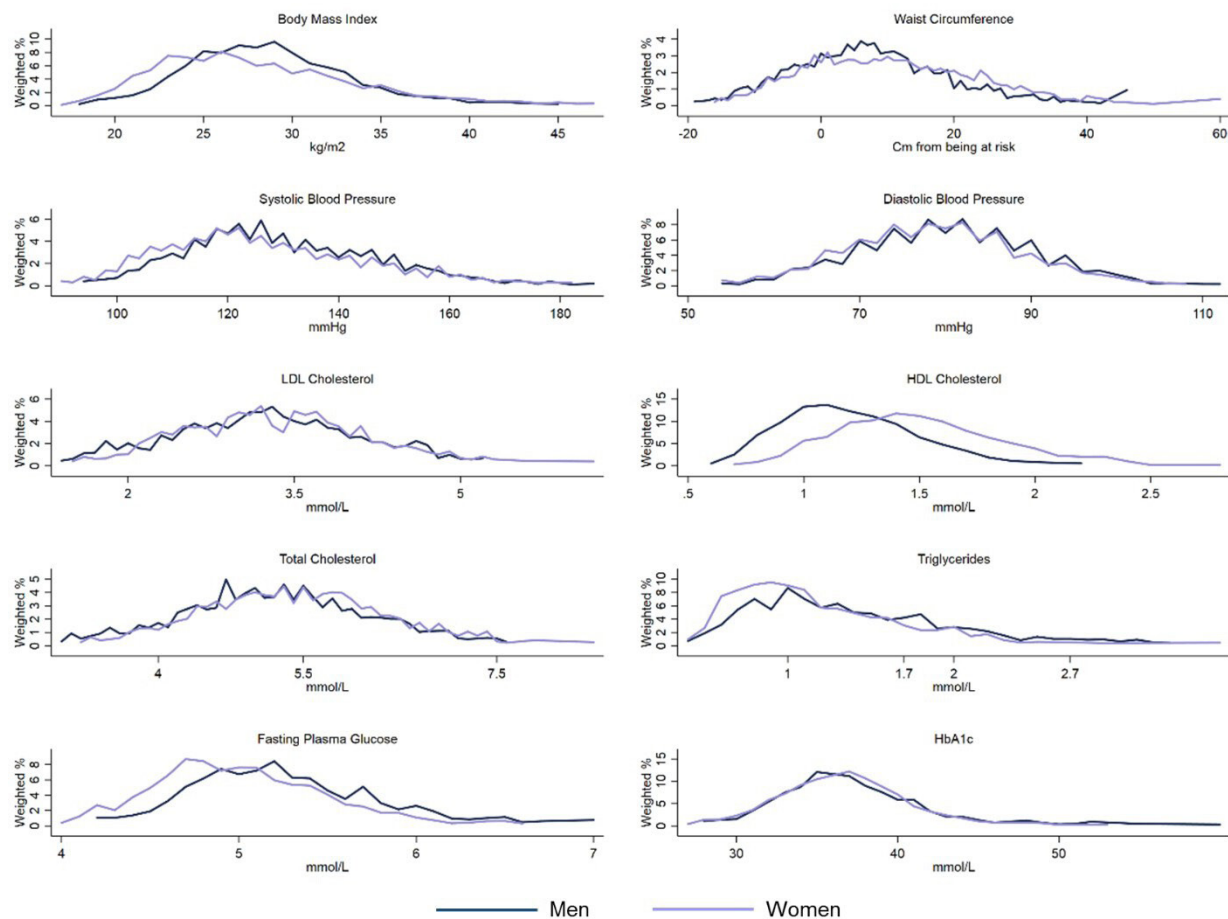 Body Mass Index
Weighted %
0 2 4 6 8 10
20 25 30 35 40 45
kg/m2
Waist Circumference
Weighted %
0 1 2 3 4
-20 0 20 40 60
Cm from being at risk
Systolic Blood Pressure
Weighted %
0 2 4 6
100 120 140 160 180
mmHg
Diastolic Blood Pressure
Weighted %
0 2 4 6 8
50 70 90 110
mmHg
LDL Cholesterol
Weighted %
0 2 4 6
2 3.5 5
mmol/L
HDL Cholesterol
Weighted %
0 5 10 15
.5 1 1.5 2 2.5
mmol/L
Total Cholesterol
Weighted %
0 1 2 3 4 5
4 5.5 7.5
mmol/L
Triglycerides
Weighted %
0 2 4 6 8 10
1 1.7 2 2.7
mmol/L
Fasting Plasma Glucose
Weighted %
0 2 4 6 8
4 5 6 7
mmol/L
HbA1c
Weighted %
0 5 10 15
30 40 50
mmol/L
Men Women